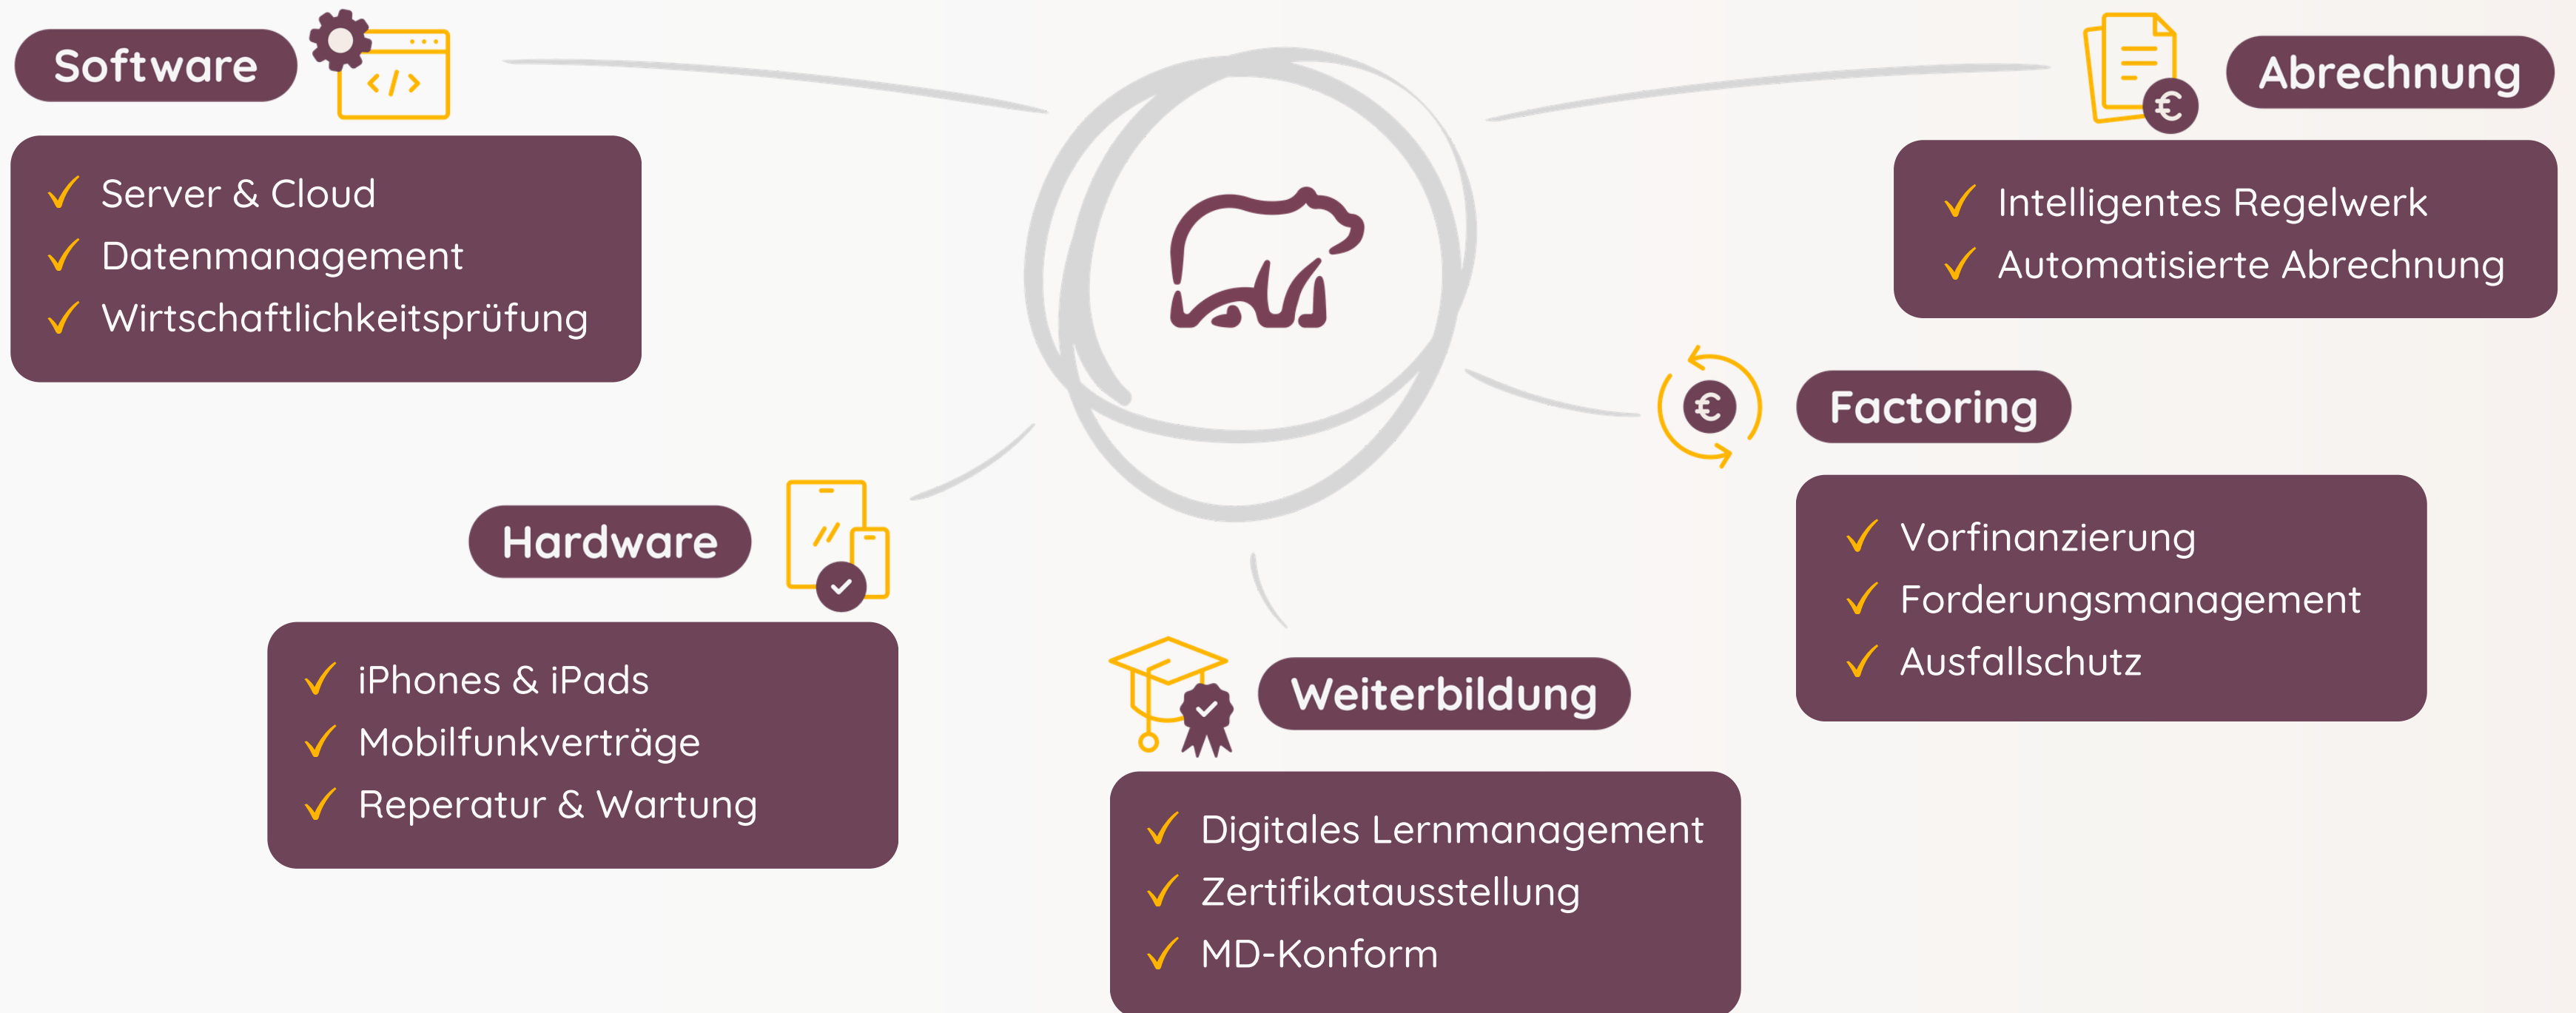 Software
Server & Cloud
Datenmanagement
Wirtschaftlichkeitsprüfung
Hardware
iPhones & iPads
Mobilfunkverträge
Reperatur & Wartung
Weiterbildung
Digitales Lernmanagement
Zertifikatausstellung
MD-Konform
Factoring
Vorfinanzierung
Forderungsmanagement
Ausfallschutz
Abrechnung
Intelligentes Regelwerk
Automatisierte Abrechnung